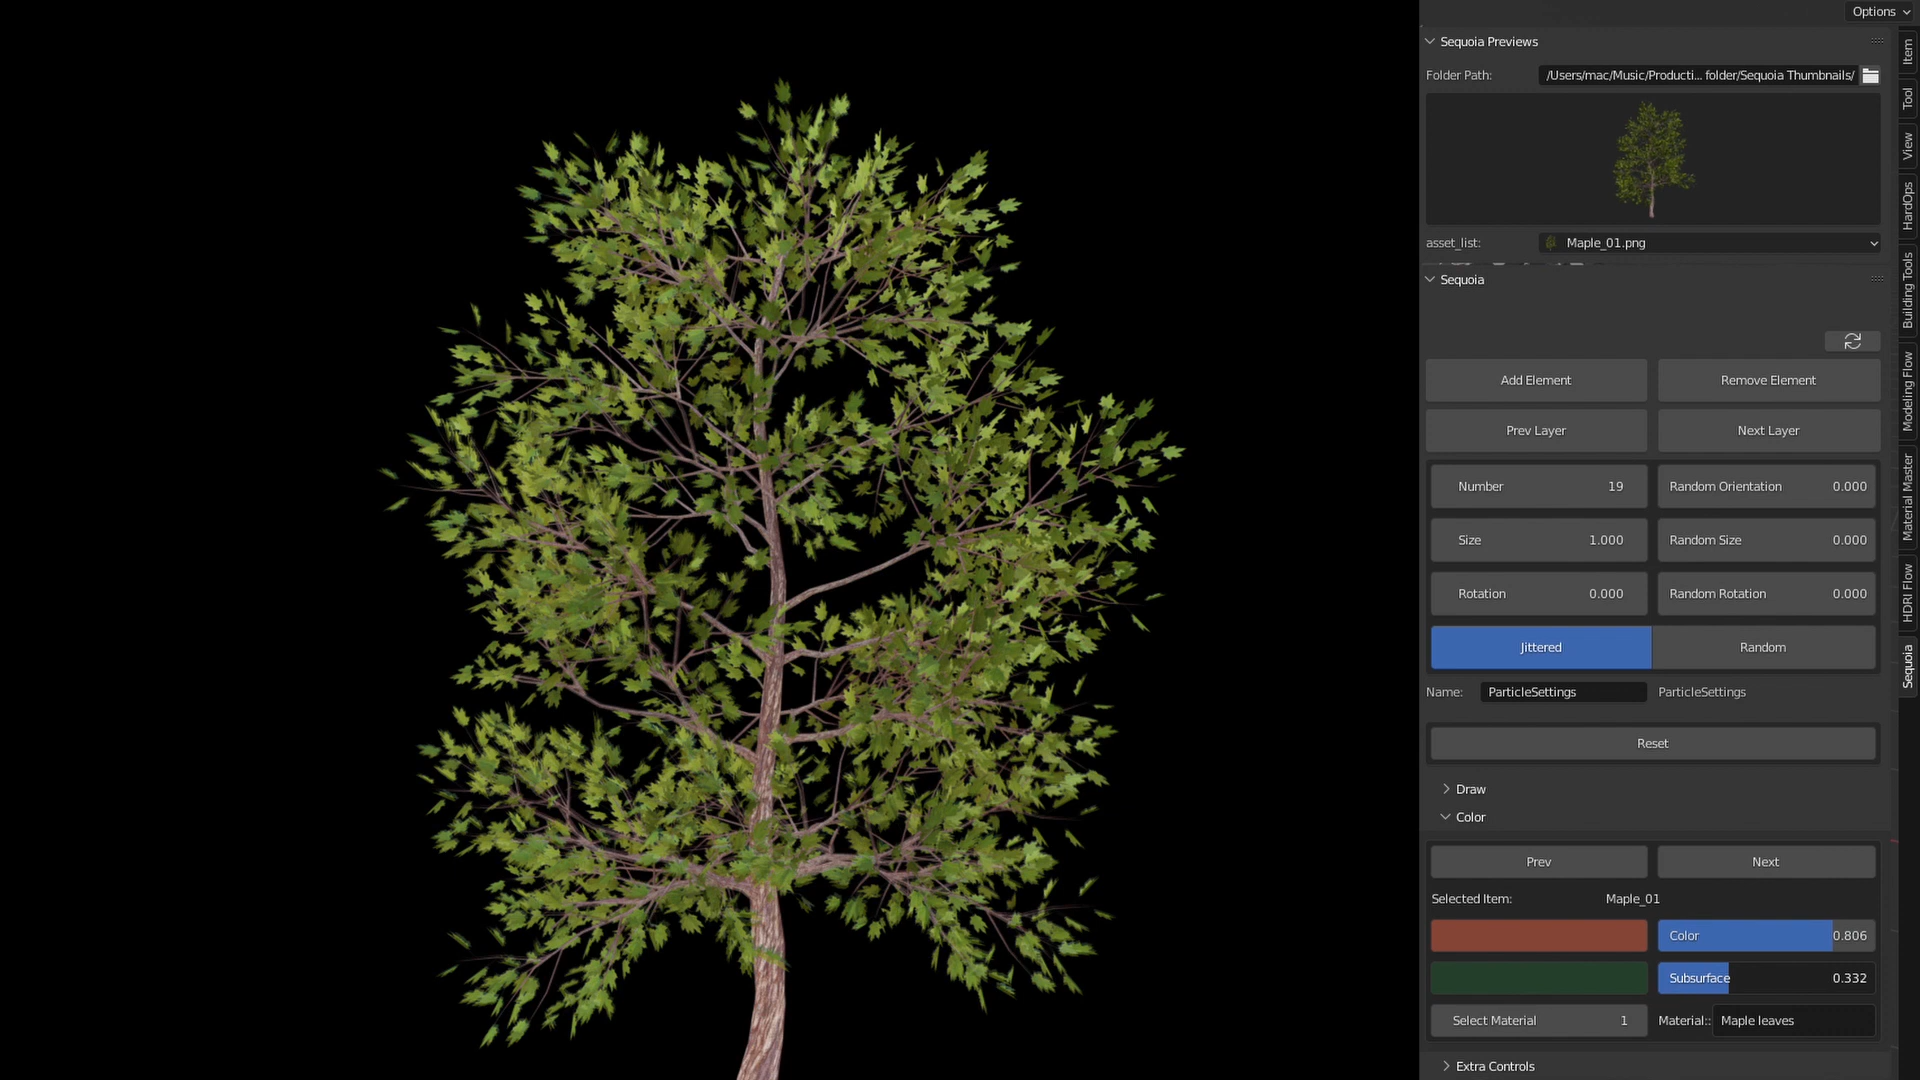 Options
Sequoia Previews
Folder Path: /Users/mac/Music/Producti... folder/Sequoia Thumbnails/
asset_list: Maple_01.png
Sequoia
Add Element Remove Element
Prev Layer Next Layer
Number 19 Random Orientation 0.000
Size 1.000 Random Size 0.000
Rotation 0.000 Random Rotation 0.000
Jittered Random
Name: ParticleSettings ParticleSettings
Reset
Draw
Color
Prev Next
Selected Item: Maple_01
Color 0.806
Subsurface 0.332
Select Material 1 Material:: Maple leaves
Extra Controls
Item
Tool
View
HardOps
Building Tools
Modeling Flow
Material Master
HDRI Flow
Sequoia